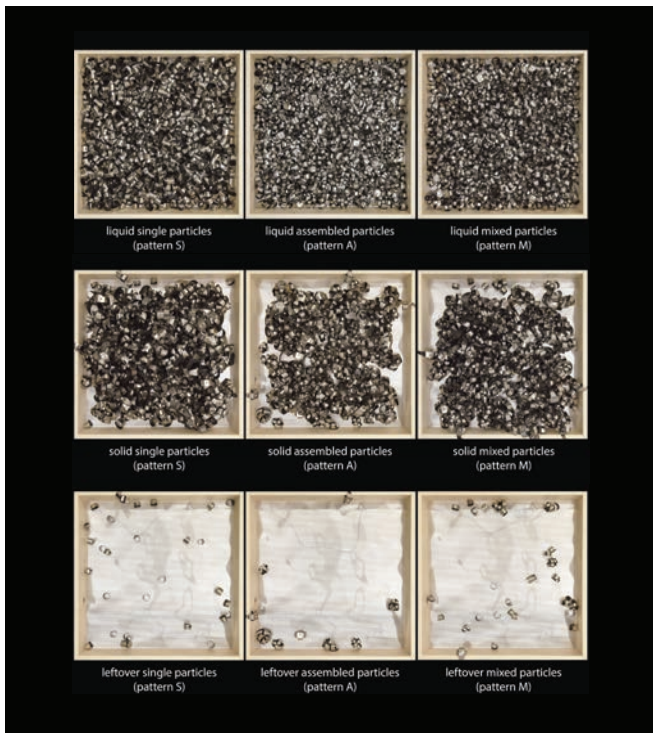 liquid single particles
(pattern S)
liquid assembled particles
(pattern A)
liquid mixed particles
(pattern M)
solid single particles
(pattern S)
solid assembled particles
(pattern A)
solid mixed particles
(pattern M)
leftover single particles
(pattern S)
leftover assembled particles
(pattern A)
leftover mixed particles
(pattern M)